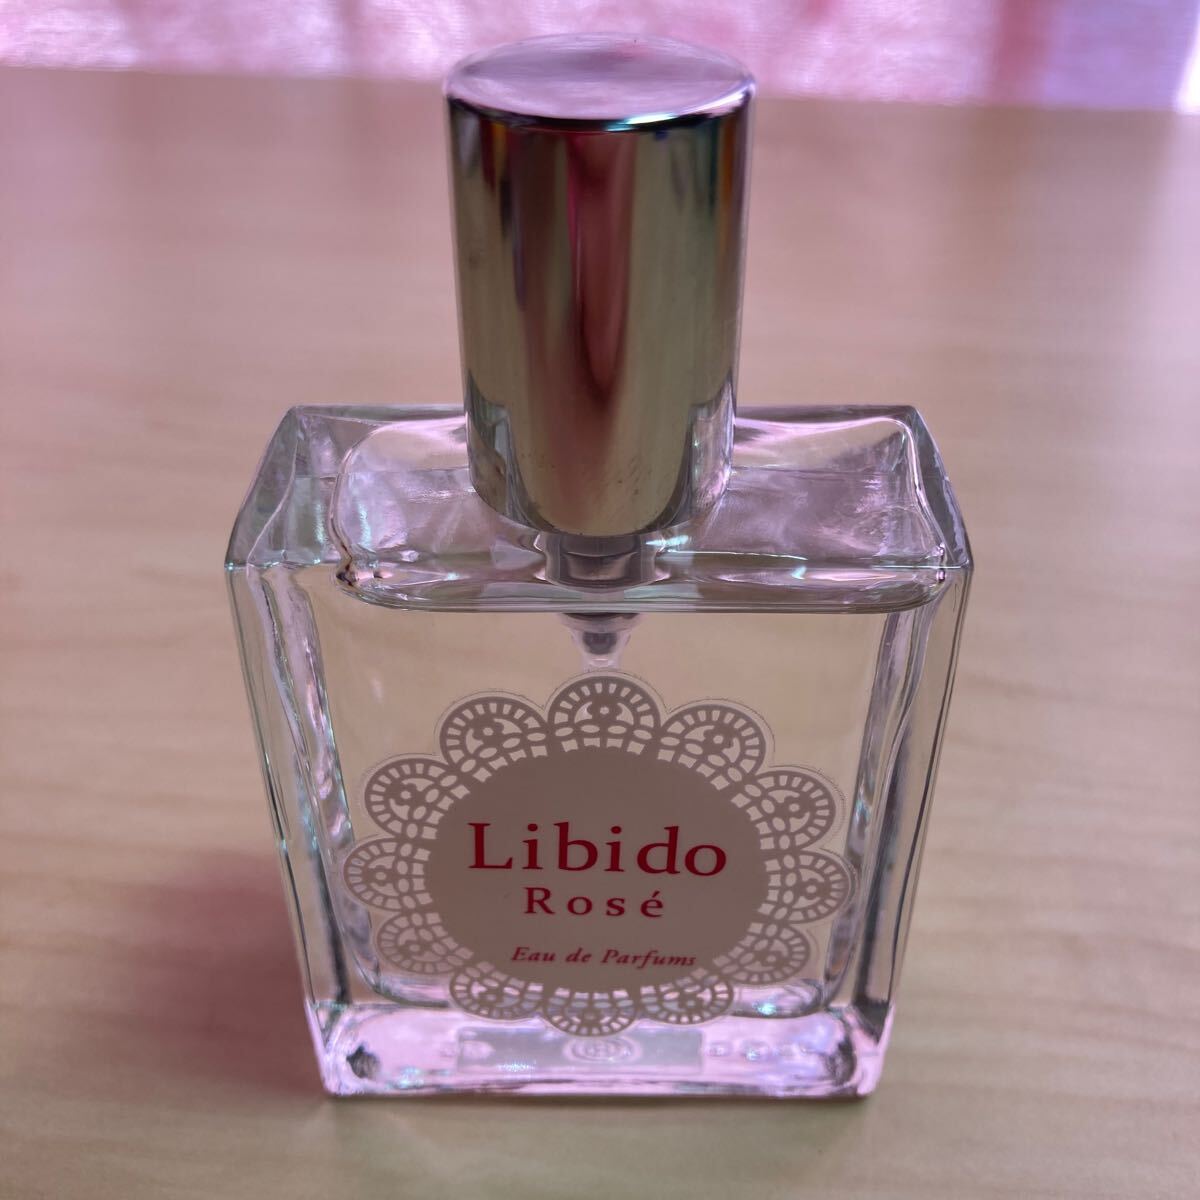 Libido
Rosé
Eau de Parfums